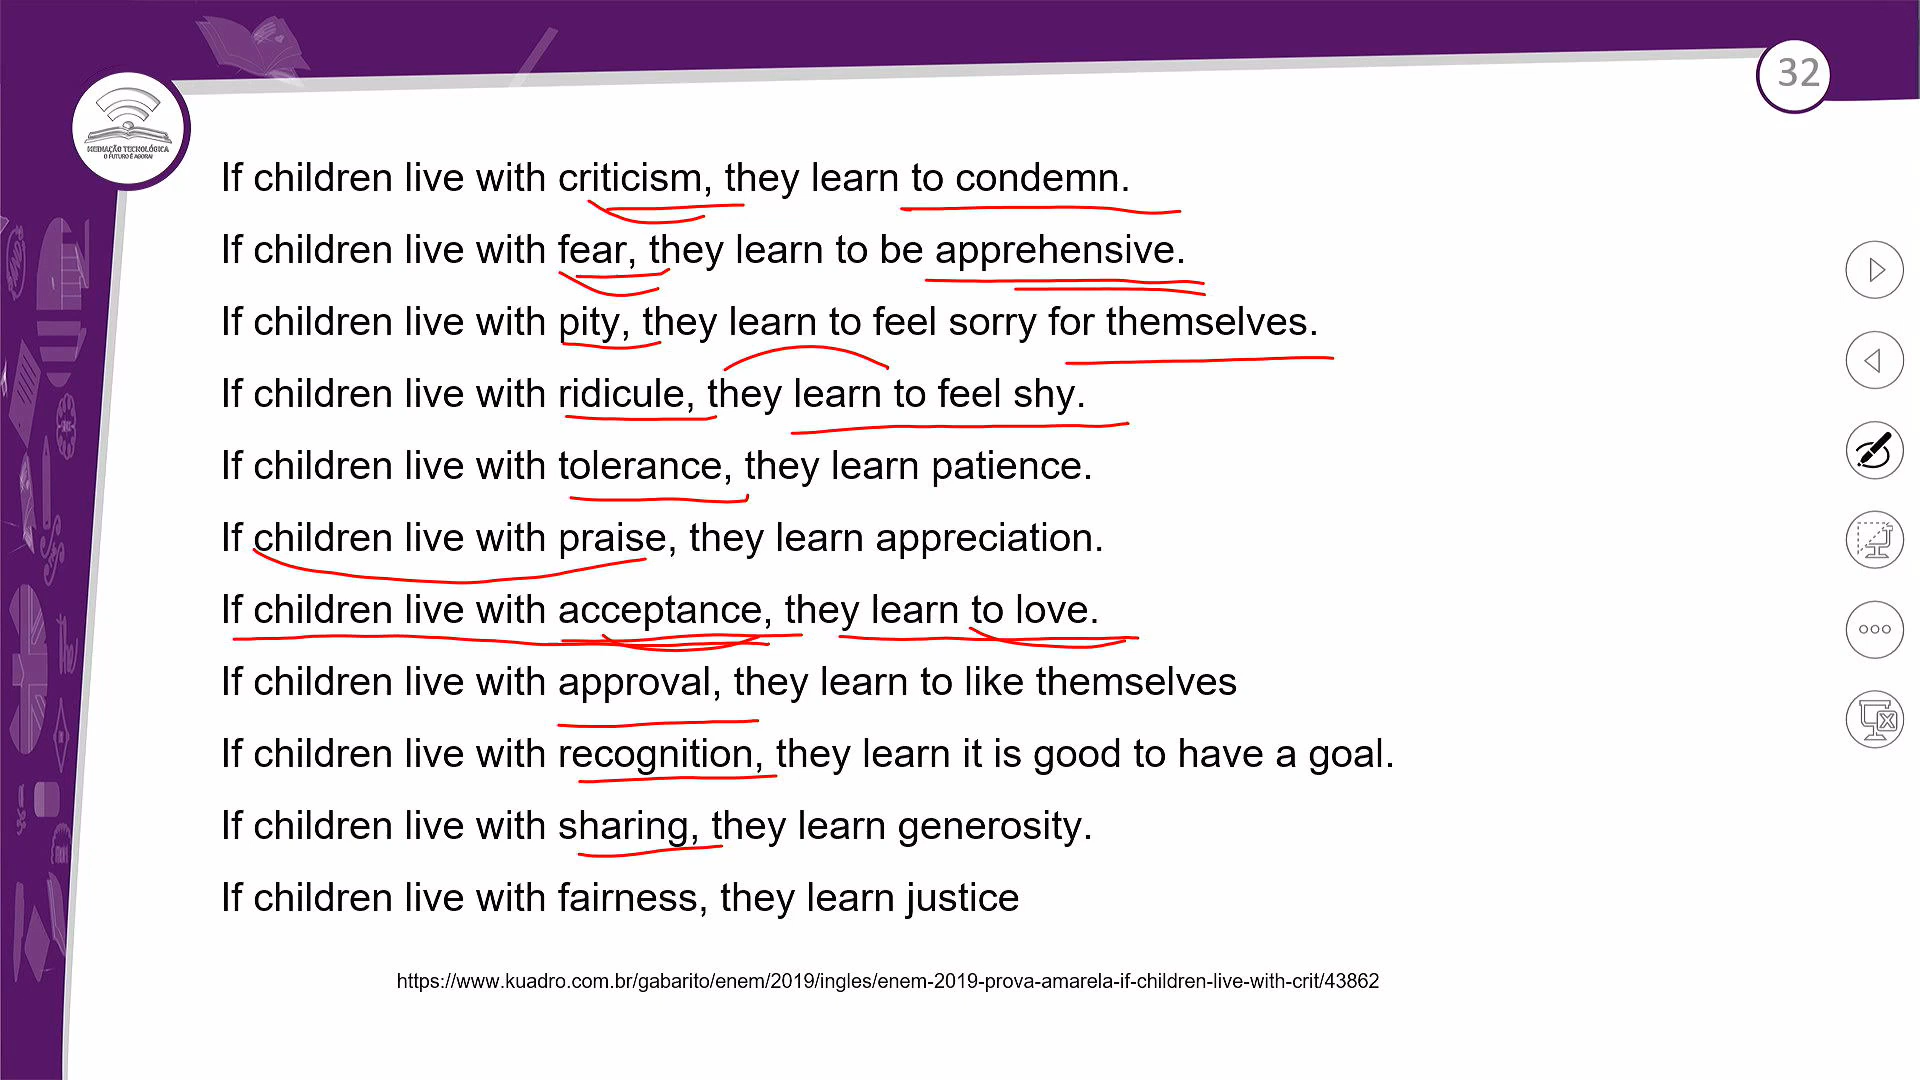 32
MEDIAÇÃO TECNOLÓGICA
O FUTURO É AGORA!
If children live with criticism, they learn to condemn.
If children live with fear, they learn to be apprehensive.
If children live with pity, they learn to feel sorry for themselves.
If children live with ridicule, they learn to feel shy.
If children live with tolerance, they learn patience.
If children live with praise, they learn appreciation.
If children live with acceptance, they learn to love.
If children live with approval, they learn to like themselves
If children live with recognition, they learn it is good to have a goal.
If children live with sharing, they learn generosity.
If children live with fairness, they learn justice
https://www.kuadro.com.br/gabarito/enem/2019/ingles/enem-2019-prova-amarela-if-children-live-with-crit/43862
the